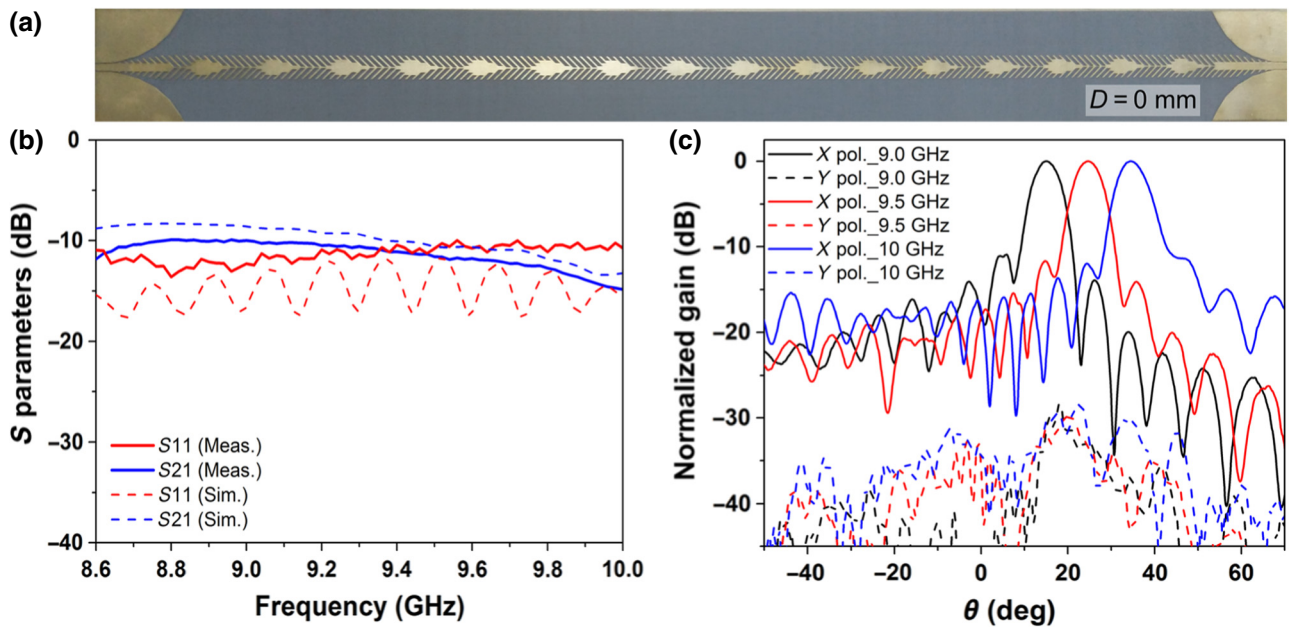 (a)
D = 0 mm
(b)
0
−10
−20
−30
−40
S parameters (dB)
S11 (Meas.)
S21 (Meas.)
S11 (Sim.)
S21 (Sim.)
8.6
8.8
9.0
9.2
9.4
9.6
9.8
10.0
Frequency (GHz)
(c)
X pol._9.0 GHz
Y pol._9.0 GHz
X pol._9.5 GHz
Y pol._9.5 GHz
X pol._10 GHz
Y pol._10 GHz
0
−10
−20
−30
−40
Normalized gain (dB)
−40
−20
0
20
40
60
θ (deg)